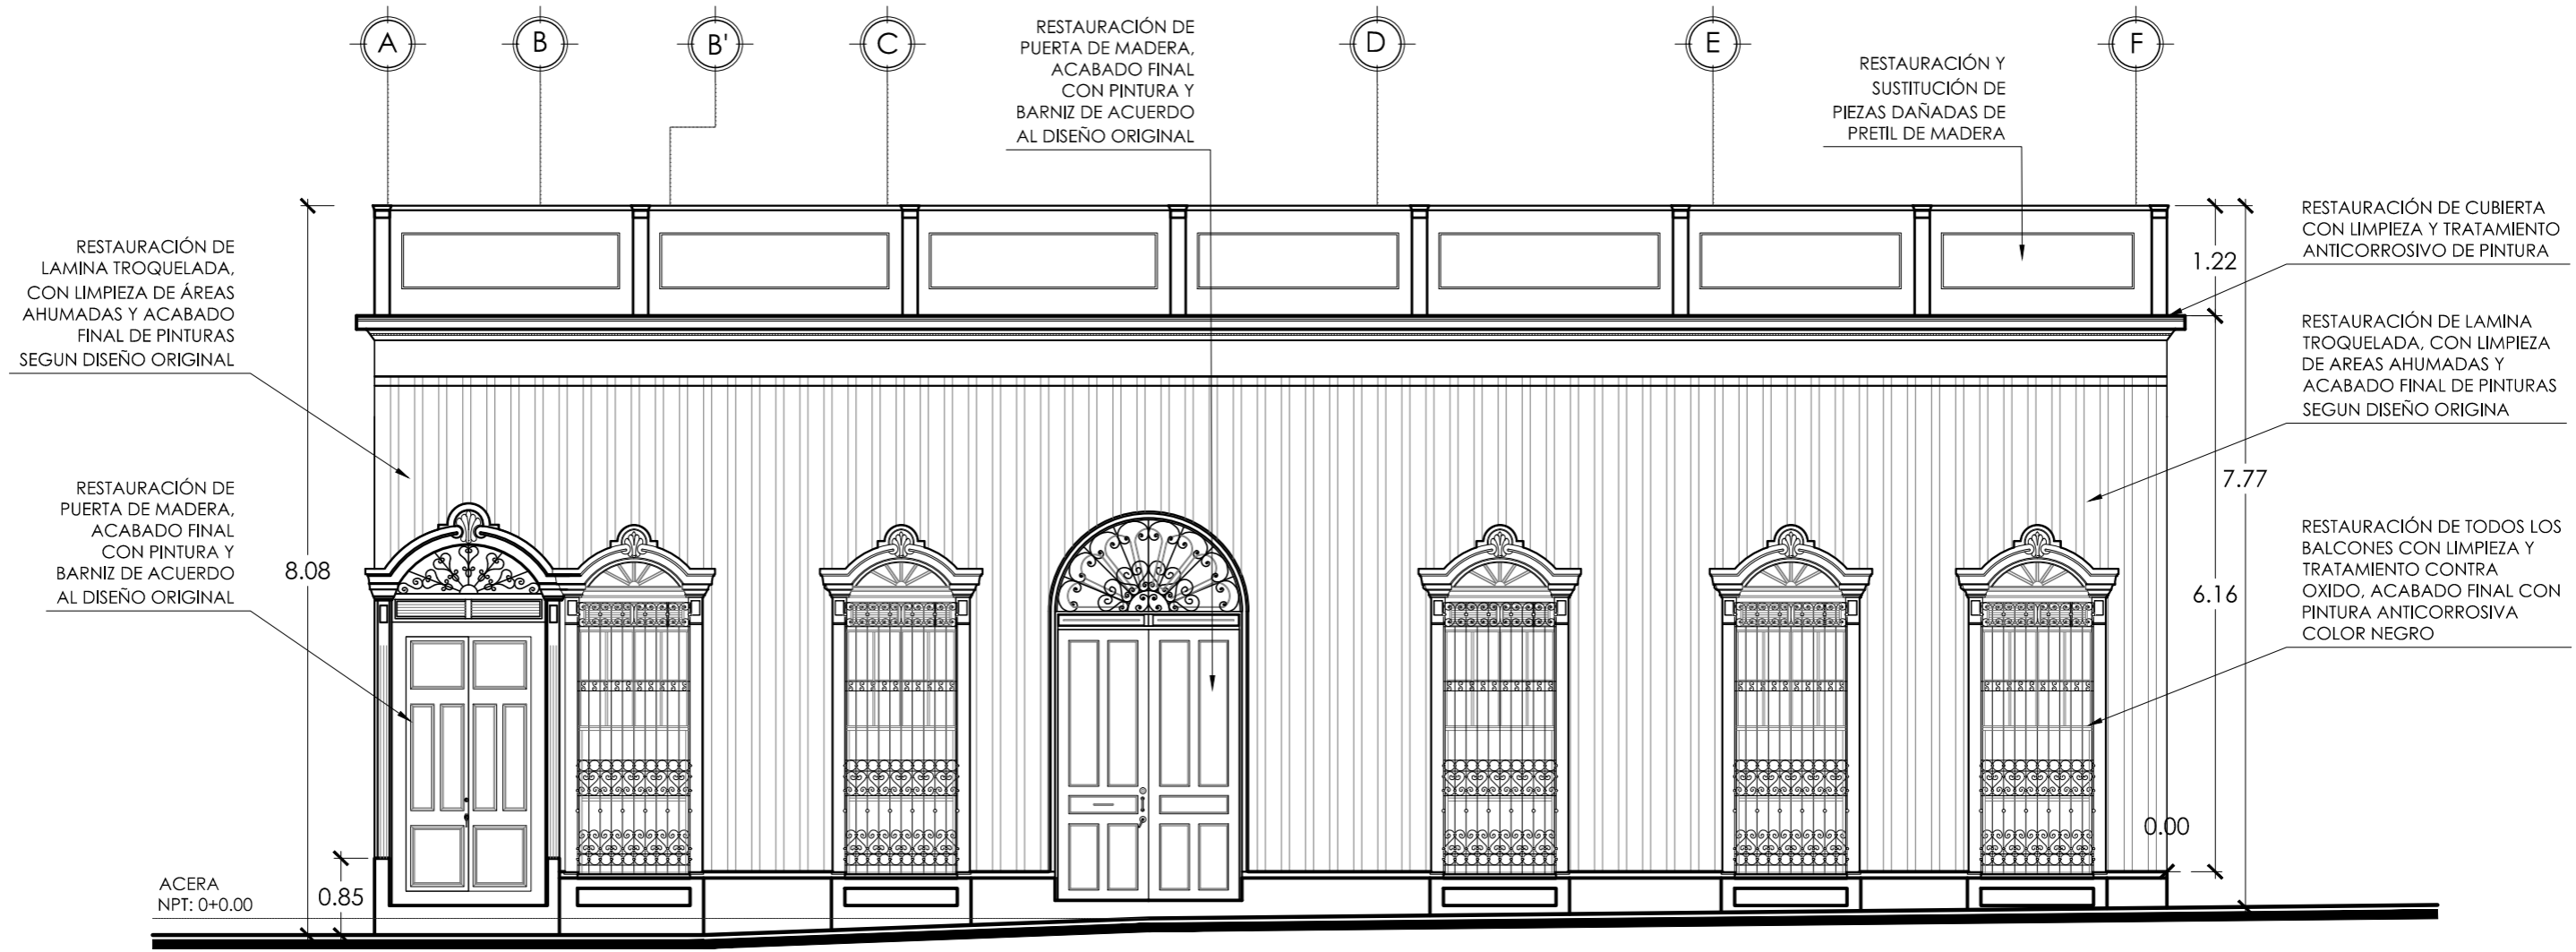 A
B
B'
C
D
E
F
RESTAURACIÓN DE
PUERTA DE MADERA,
ACABADO FINAL
CON PINTURA Y
BARNIZ DE ACUERDO
AL DISEÑO ORIGINAL
RESTAURACIÓN Y
SUSTITUCIÓN DE
PIEZAS DAÑADAS DE
PRETIL DE MADERA
RESTAURACIÓN DE
LAMINA TROQUELADA,
CON LIMPIEZA DE ÁREAS
AHUMADAS Y ACABADO
FINAL DE PINTURAS
SEGUN DISEÑO ORIGINAL
RESTAURACIÓN DE
PUERTA DE MADERA,
ACABADO FINAL
CON PINTURA Y
BARNIZ DE ACUERDO
AL DISEÑO ORIGINAL
8.08
0.85
ACERA
NPT: 0+0.00
1.22
7.77
6.16
0.00
RESTAURACIÓN DE CUBIERTA
CON LIMPIEZA Y TRATAMIENTO
ANTICORROSIVO DE PINTURA
RESTAURACIÓN DE LAMINA
TROQUELADA, CON LIMPIEZA
DE AREAS AHUMADAS Y
ACABADO FINAL DE PINTURAS
SEGUN DISEÑO ORIGINA
RESTAURACIÓN DE TODOS LOS
BALCONES CON LIMPIEZA Y
TRATAMIENTO CONTRA
OXIDO, ACABADO FINAL CON
PINTURA ANTICORROSIVA
COLOR NEGRO